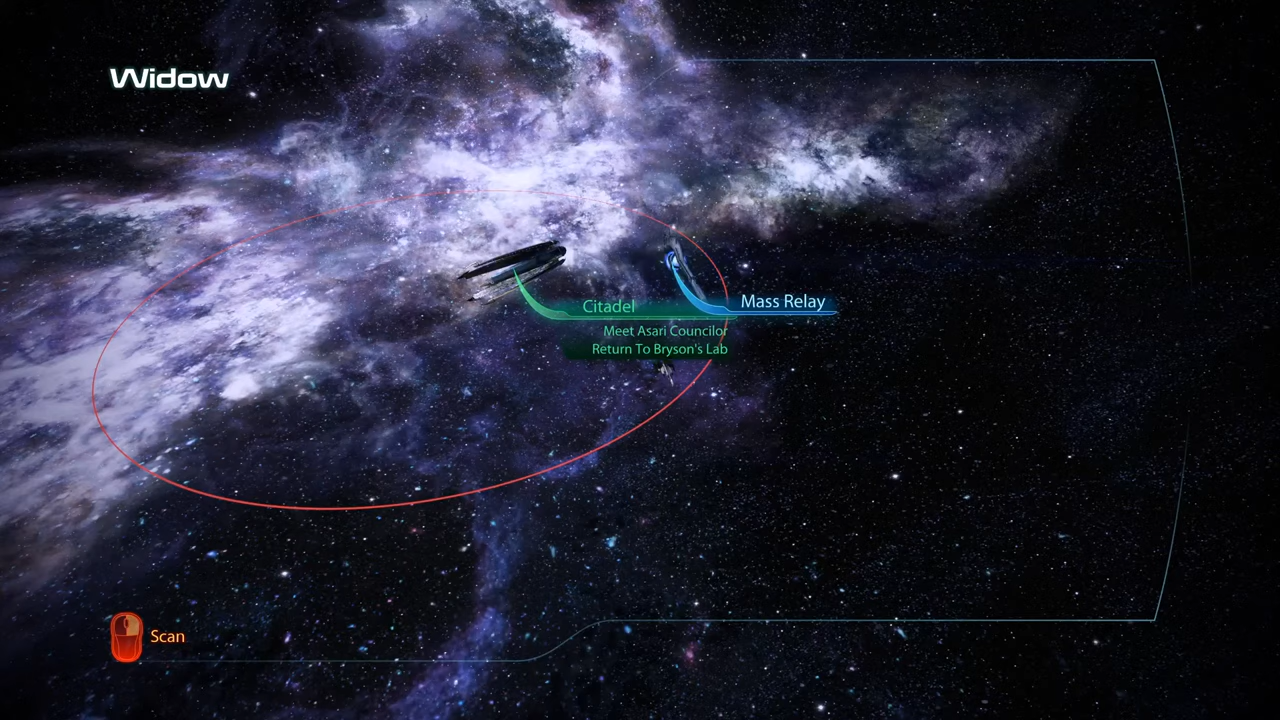 Widow
Citadel
Mass Relay
Meet Asari Councilor
Return To Bryson's Lab
Scan